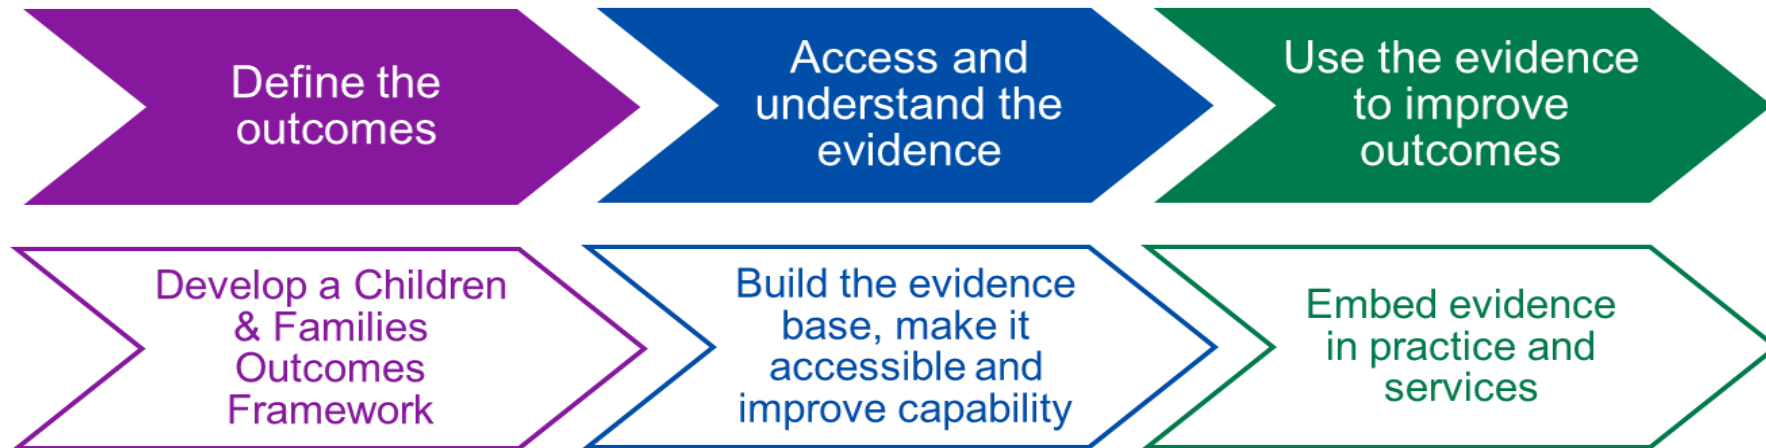 Define the
outcomes
Access and
understand the
evidence
Use the evidence
to improve
outcomes
Develop a Children
& Families
Outcomes
Framework
Build the evidence
base, make it
accessible and
improve capability
Embed evidence
in practice and
services